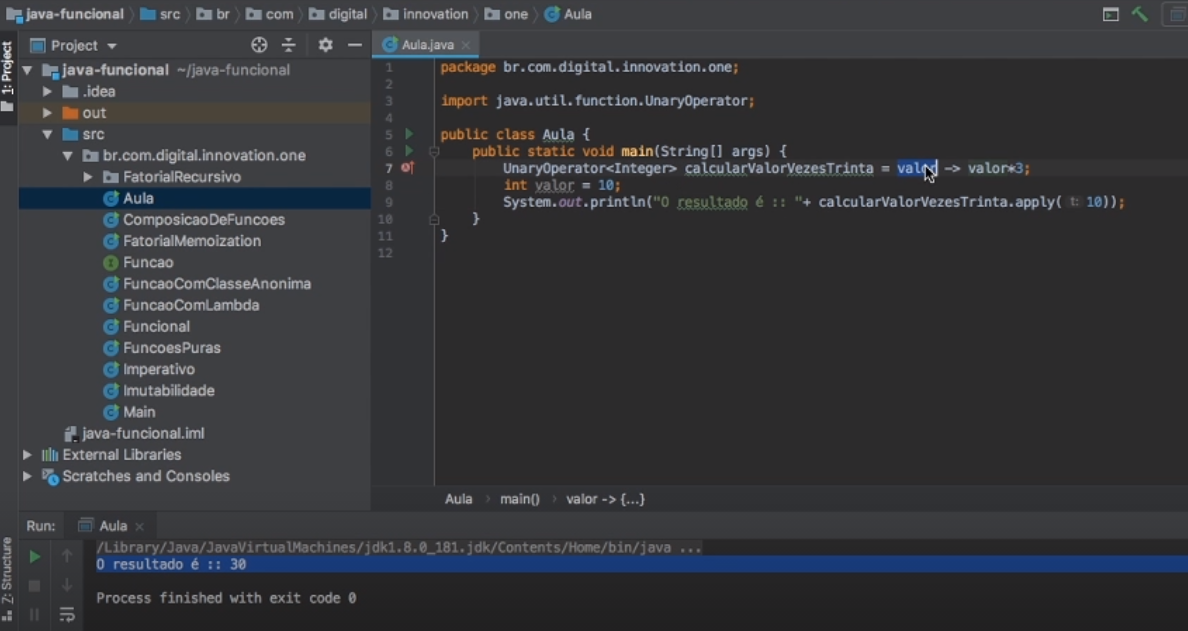 java-funcional src br com digital innovation one Aula
1: Project
Project
java-funcional ~/java-funcional
.idea
out
src
br.com.digital.innovation.one
FatorialRecursivo
Aula
ComposicaoDeFuncoes
FatorialMemoization
Funcao
FuncaoComClasseAnonima
FuncaoComLambda
Funcional
FuncoesPuras
Imperativo
Imutabilidade
Main
java-funcional.iml
External Libraries
Scratches and Consoles
Aula.java
1 package br.com.digital.innovation.one;
2
3 import java.util.function.UnaryOperator;
4
5 public class Aula {
6 public static void main(String[] args) {
7 UnaryOperator<Integer> calcularValorVezesTrinta = valor -> valor*3;
8 int valor = 10;
9 System.out.println("O resultado é :: "+ calcularValorVezesTrinta.apply( t: 10));
10 }
11 }
12
Aula main() valor -> {...}
Run: Aula
/Library/Java/JavaVirtualMachines/jdk1.8.0_181.jdk/Contents/Home/bin/java ...
O resultado é :: 30
Process finished with exit code 0
Z: Structure